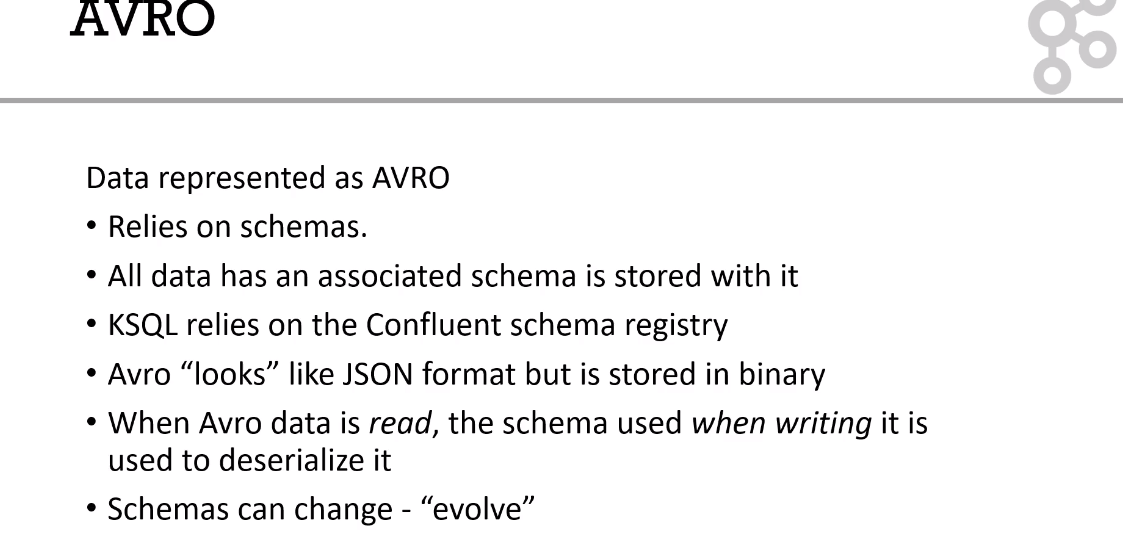 AVRO
Data represented as AVRO
• Relies on schemas.
• All data has an associated schema is stored with it
• KSQL relies on the Confluent schema registry
• Avro “looks” like JSON format but is stored in binary
• When Avro data is read, the schema used when writing it is
used to deserialize it
• Schemas can change - “evolve”